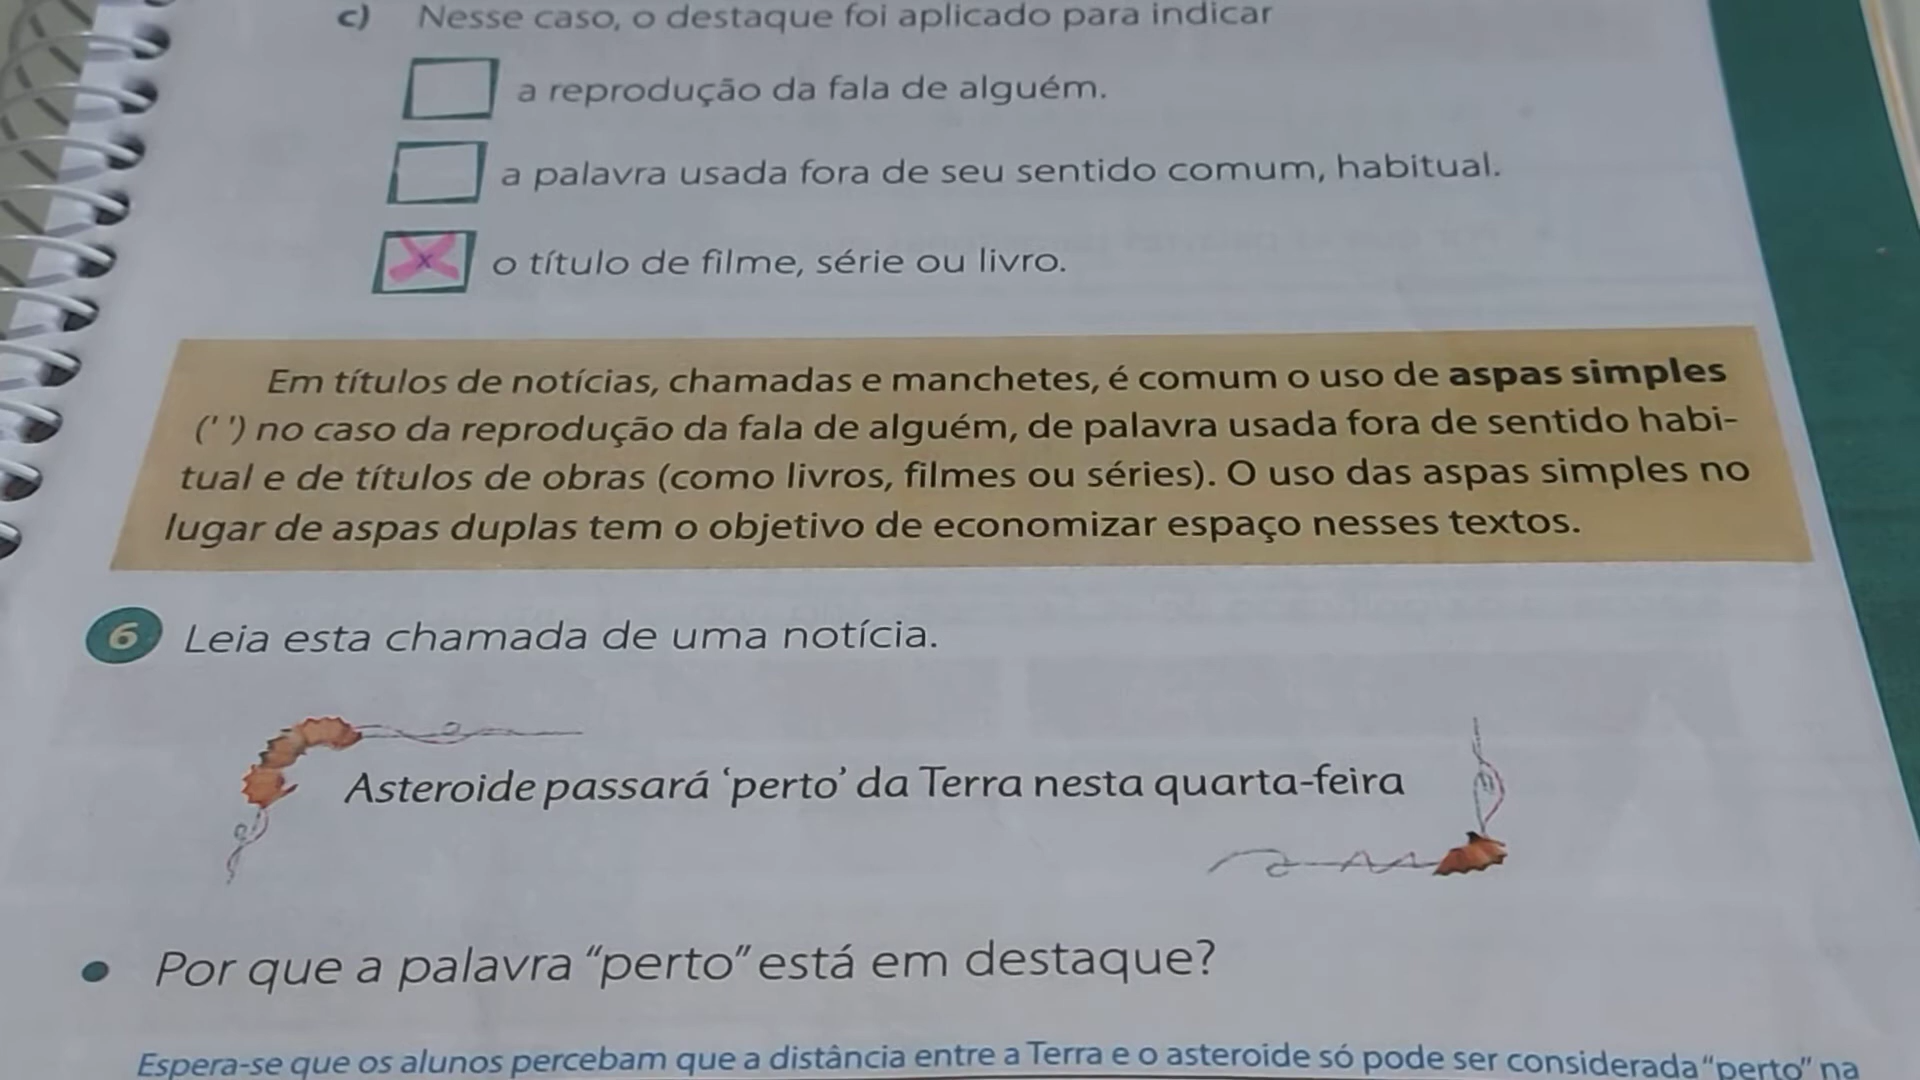 c) Nesse caso, o destaque foi aplicado para indicar
a reprodução da fala de alguém.
a palavra usada fora de seu sentido comum, habitual.
x o título de filme, série ou livro.
Em títulos de notícias, chamadas e manchetes, é comum o uso de aspas simples
(' ') no caso da reprodução da fala de alguém, de palavra usada fora de sentido habi-
tual e de títulos de obras (como livros, filmes ou séries). O uso das aspas simples no
lugar de aspas duplas tem o objetivo de economizar espaço nesses textos.
6 Leia esta chamada de uma notícia.
Asteroide passará ‘perto’ da Terra nesta quarta-feira
• Por que a palavra “perto” está em destaque?
Espera-se que os alunos percebam que a distância entre a Terra e o asteroide só pode ser considerada “perto” na